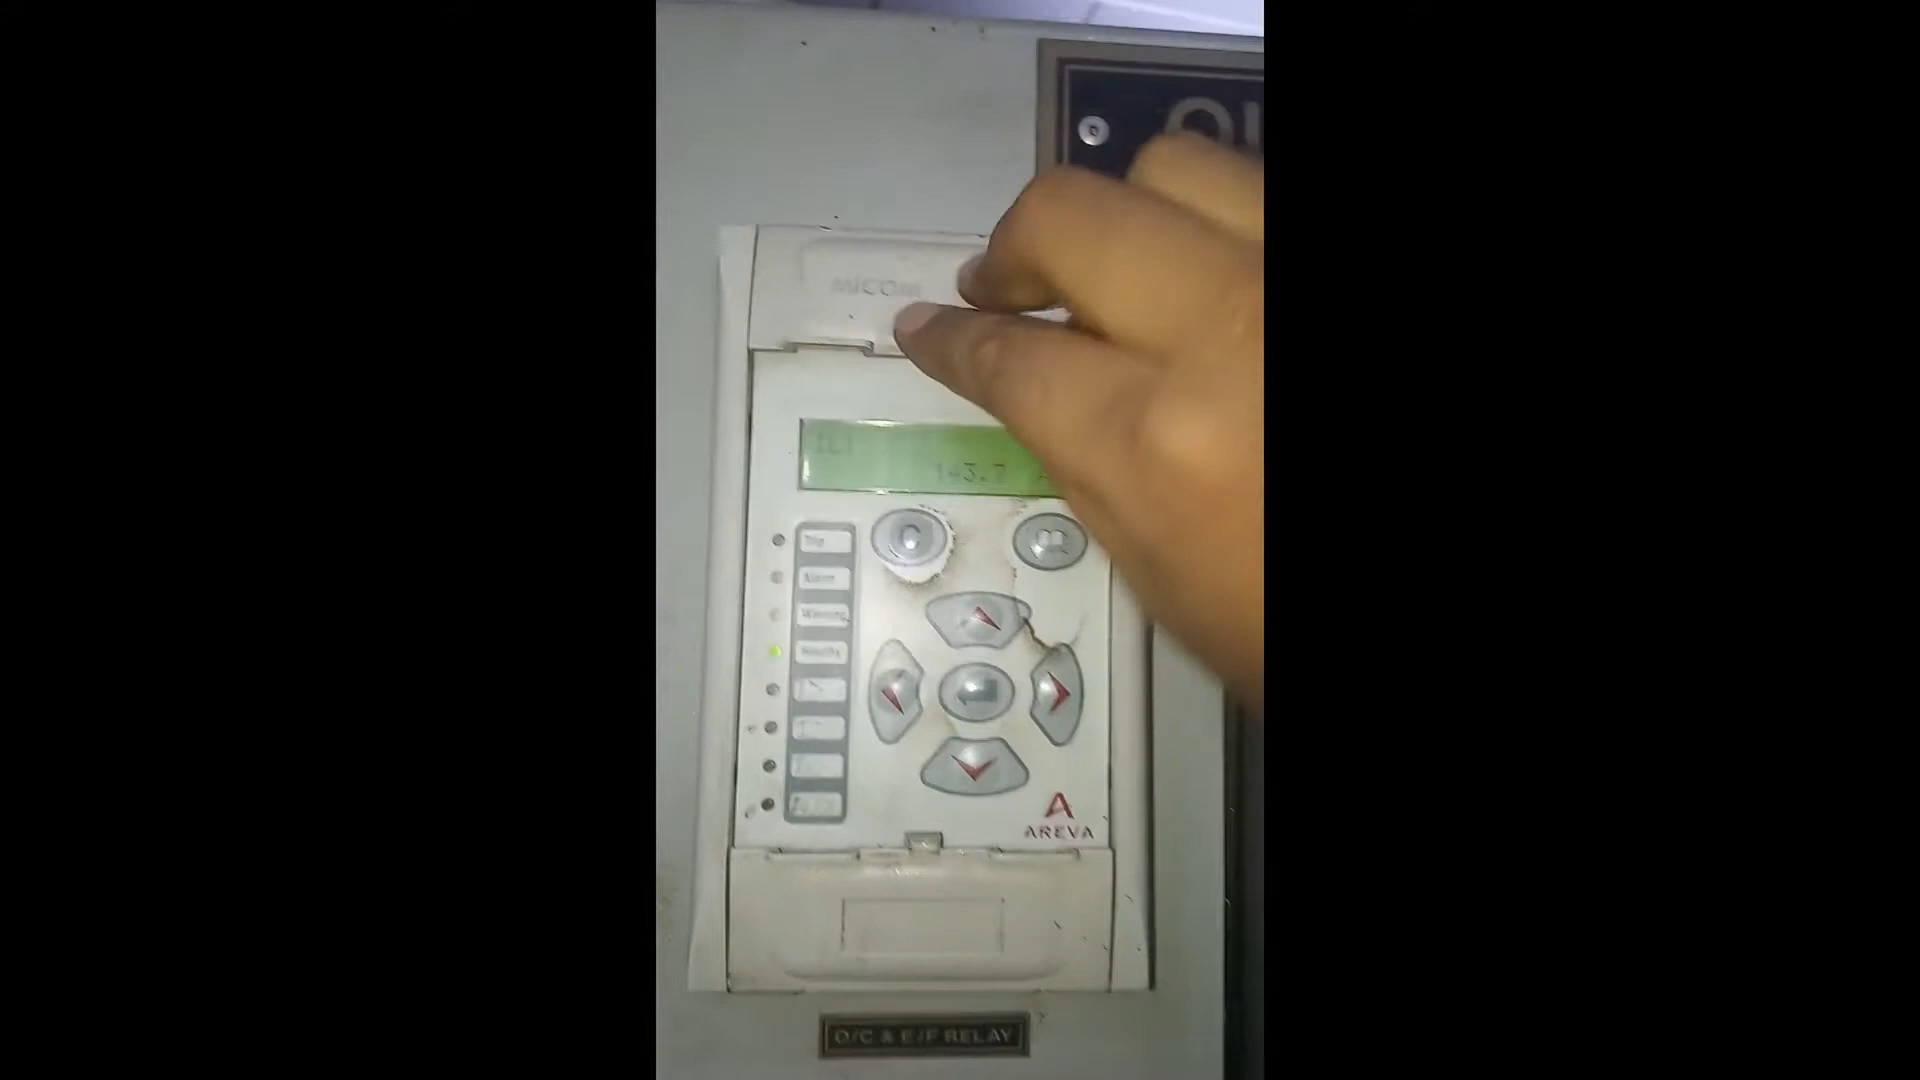 MiCOM
IL1
143.7 A
C
Trip
Alarm
Warning
Healthy
AREVA
O/C & E/F RELAY